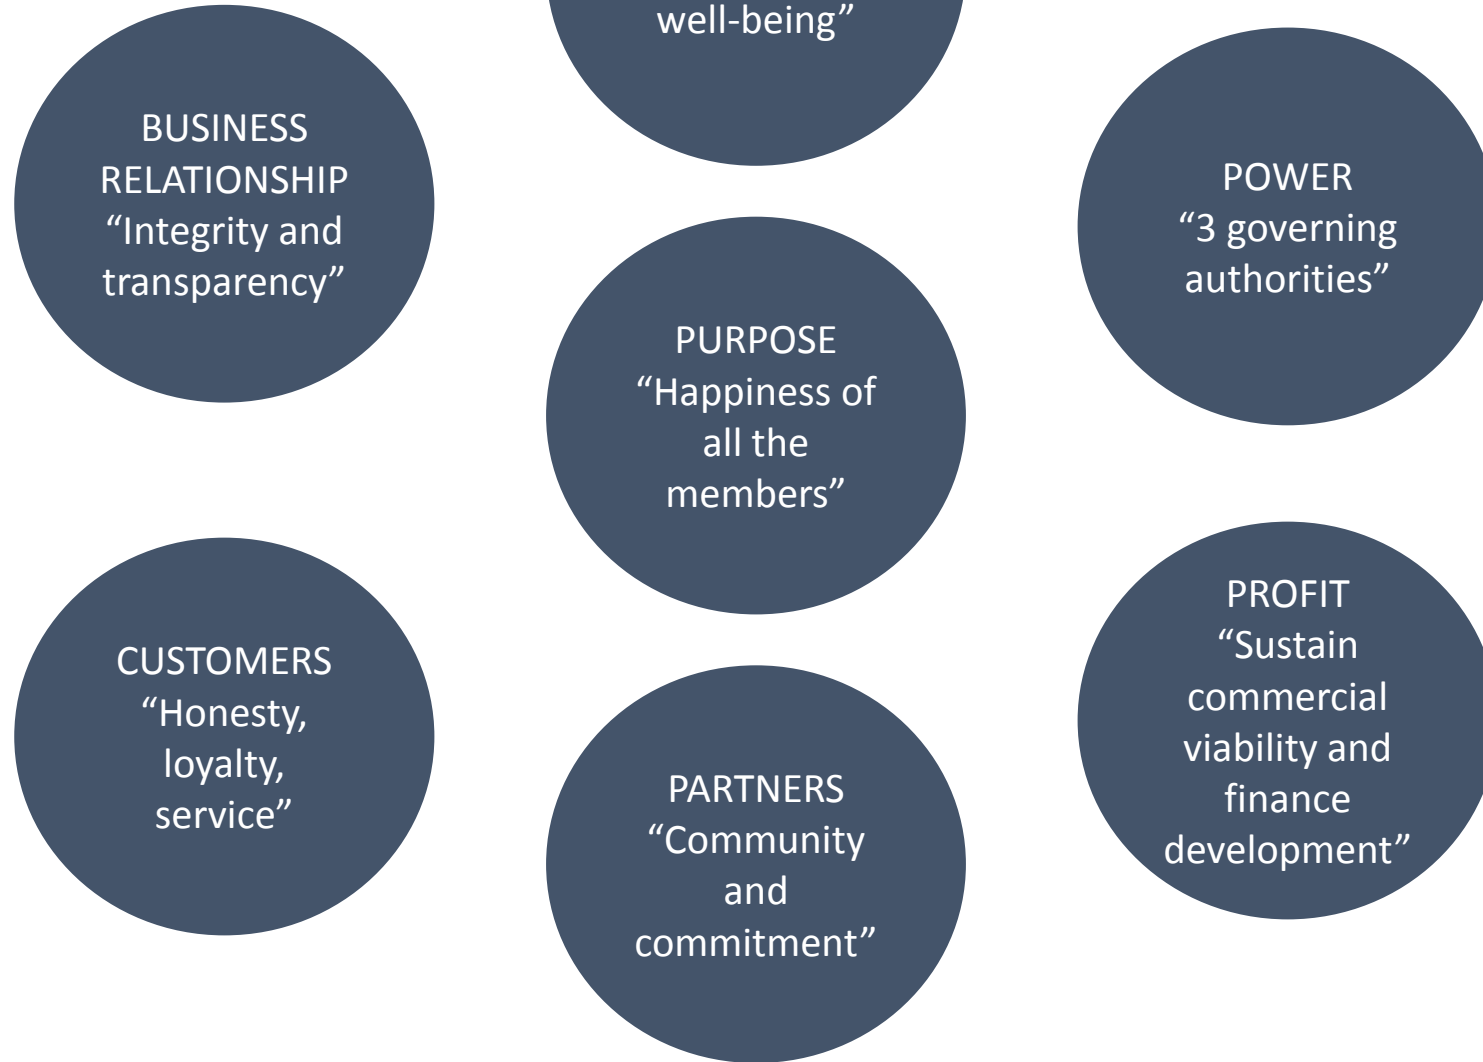 well-being”
BUSINESS
RELATIONSHIP
“Integrity and
transparency”
POWER
“3 governing
authorities”
PURPOSE
“Happiness of
all the
members”
CUSTOMERS
“Honesty,
loyalty,
service”
PARTNERS
“Community
and
commitment”
PROFIT
“Sustain
commercial
viability and
finance
development”